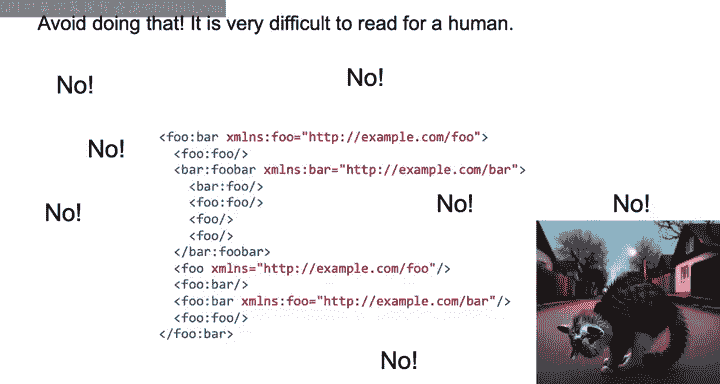 Avoid doing that! It is very difficult to read for a human.
No!
No!
No!
<foo:bar xmlns:foo="http://example.com/foo">
<foo:foo/>
<bar:foobar xmlns:bar="http://example.com/bar">
<bar:foo/>
<foo:foo/>
<foo/>
<foo/>
</bar:foobar>
<foo xmlns="http://example.com/foo"/>
<foo:bar/>
<foo:bar xmlns:foo="http://example.com/bar"/>
<foo:foo/>
</foo:bar>
No!
No!
No!
No!